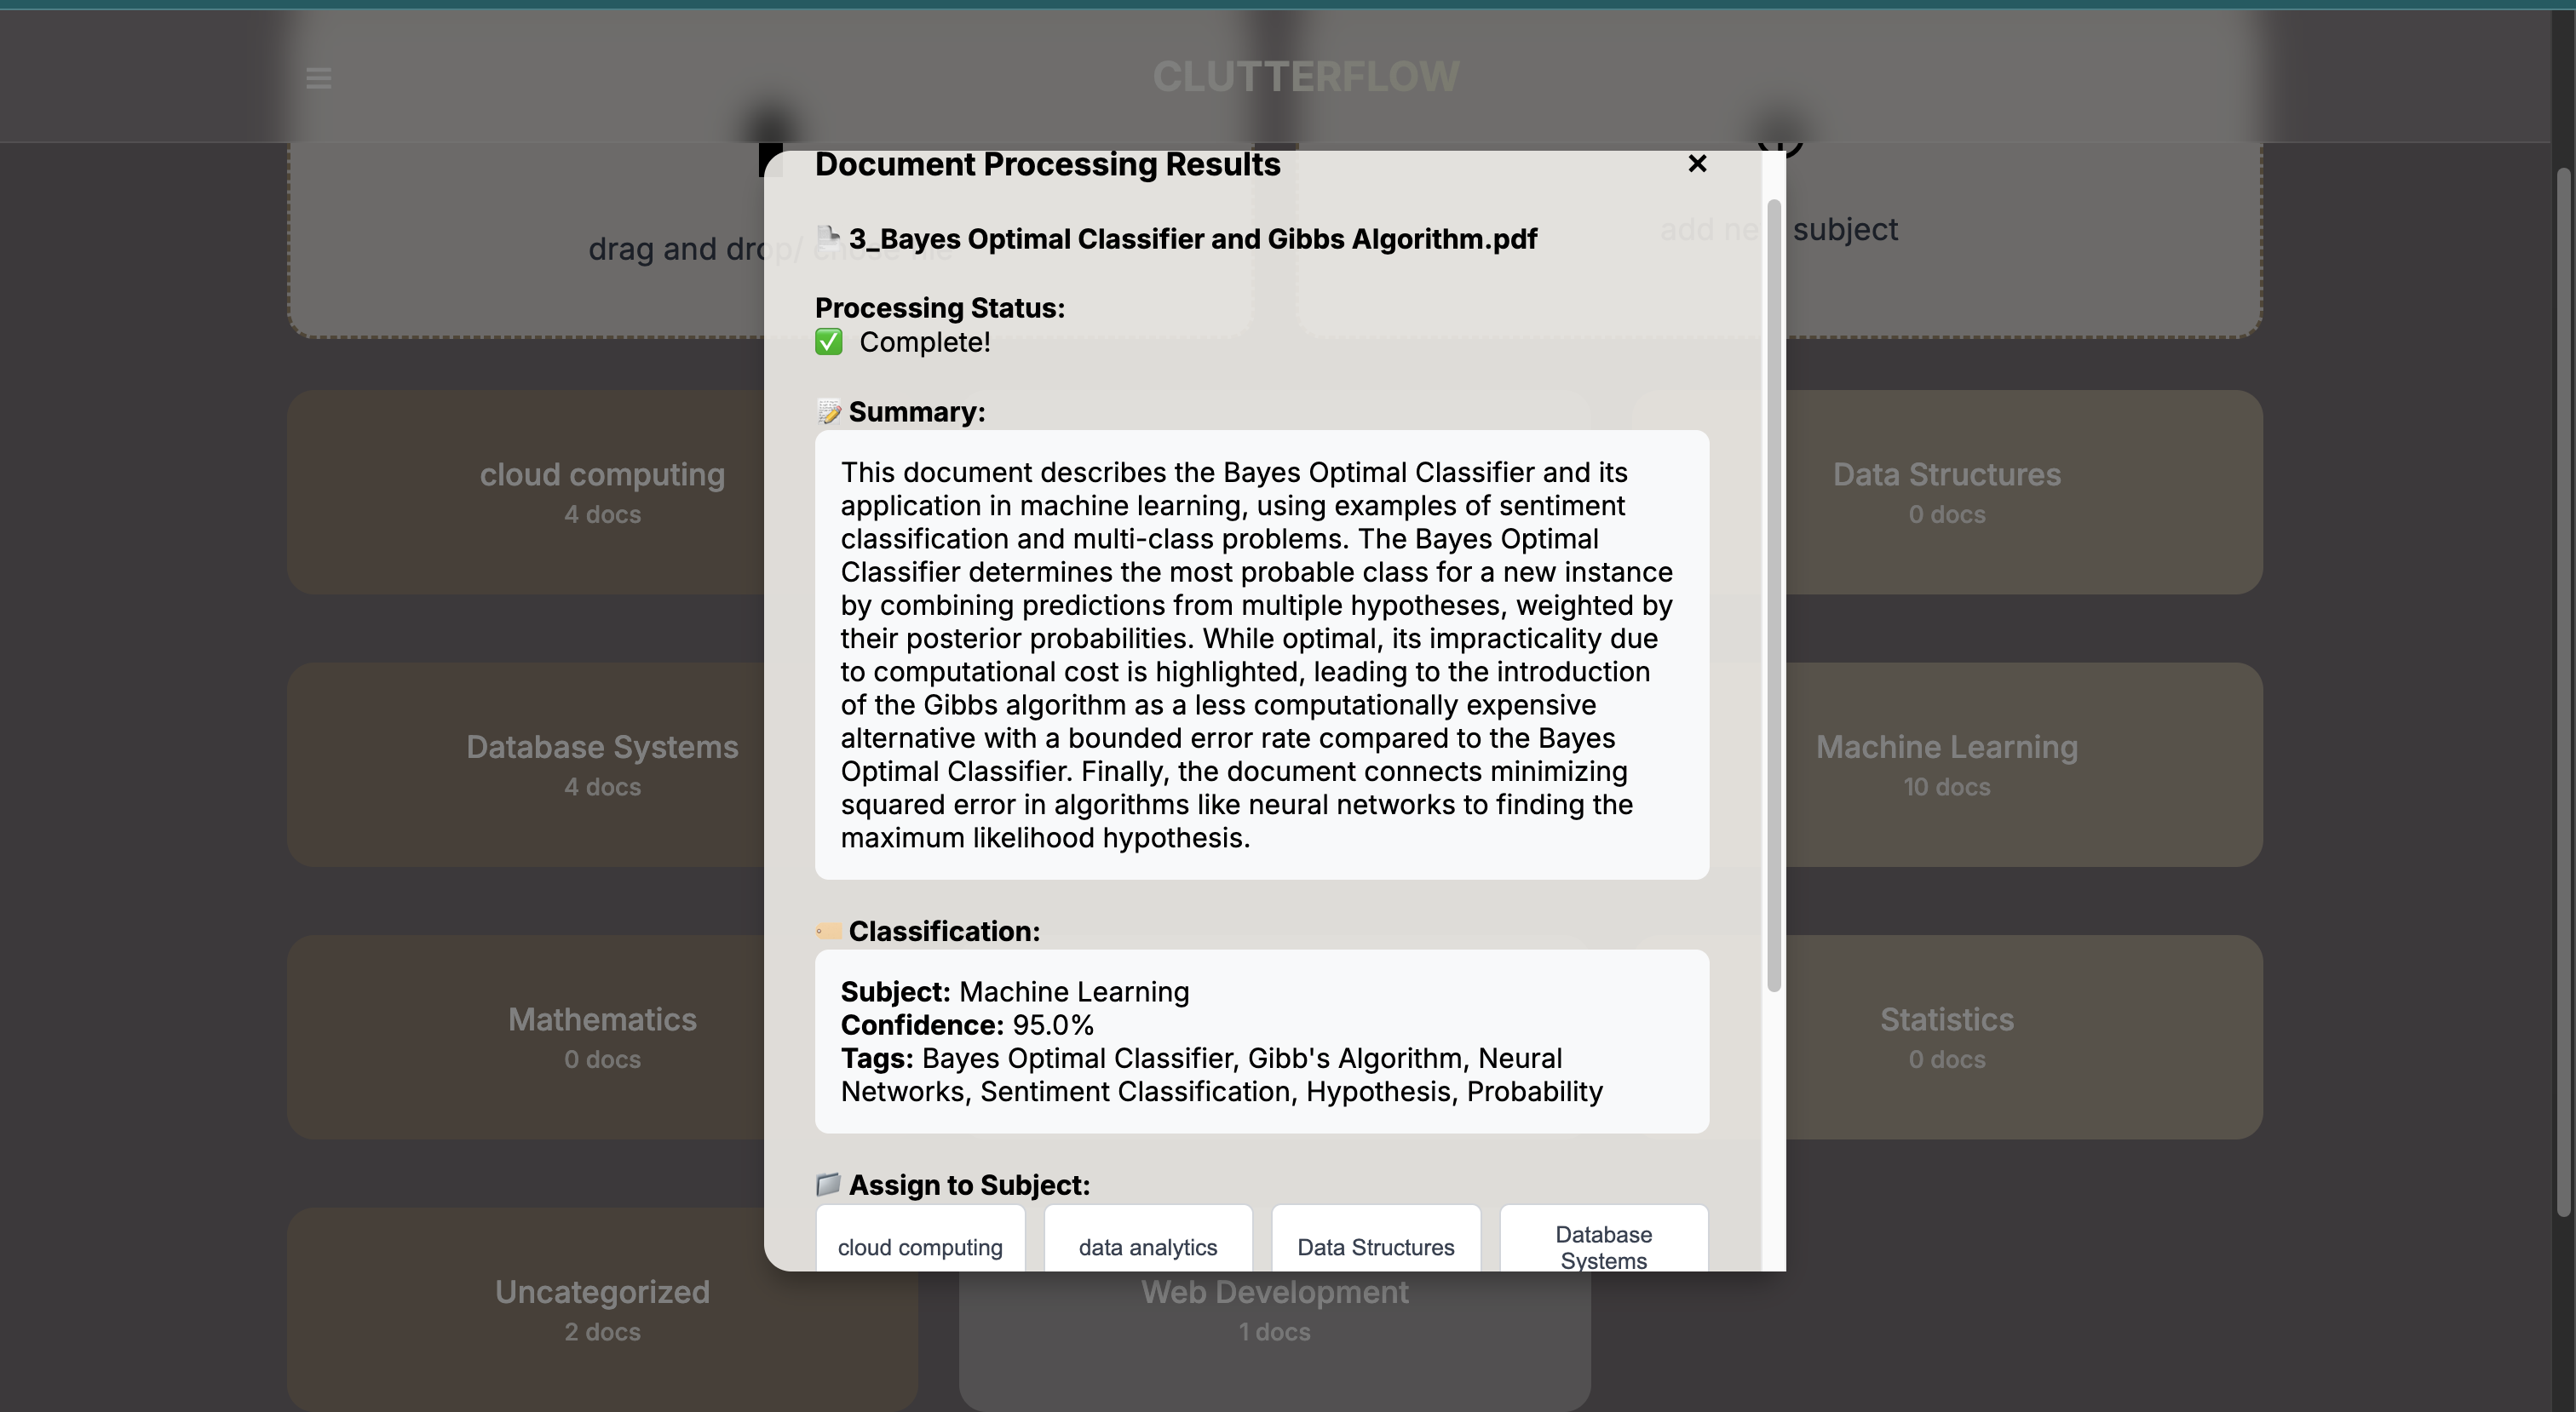 CLUTTERFLOW
Document Processing Results
3_Bayes Optimal Classifier and Gibbs Algorithm.pdf
drag and drop/ chose file
add ne subject
Processing Status:
Complete!
Summary:
This document describes the Bayes Optimal Classifier and its
application in machine learning, using examples of sentiment
classification and multi-class problems. The Bayes Optimal
Classifier determines the most probable class for a new instance
by combining predictions from multiple hypotheses, weighted by
their posterior probabilities. While optimal, its impracticality due
to computational cost is highlighted, leading to the introduction
of the Gibbs algorithm as a less computationally expensive
alternative with a bounded error rate compared to the Bayes
Optimal Classifier. Finally, the document connects minimizing
squared error in algorithms like neural networks to finding the
maximum likelihood hypothesis.
Classification:
Subject: Machine Learning
Confidence: 95.0%
Tags: Bayes Optimal Classifier, Gibb's Algorithm, Neural
Networks, Sentiment Classification, Hypothesis, Probability
Assign to Subject:
cloud computing
data analytics
Data Structures
Database
Systems
cloud computing
4 docs
Data Structures
0 docs
Database Systems
4 docs
Machine Learning
10 docs
Mathematics
0 docs
Statistics
0 docs
Uncategorized
2 docs
Web Development
1 docs